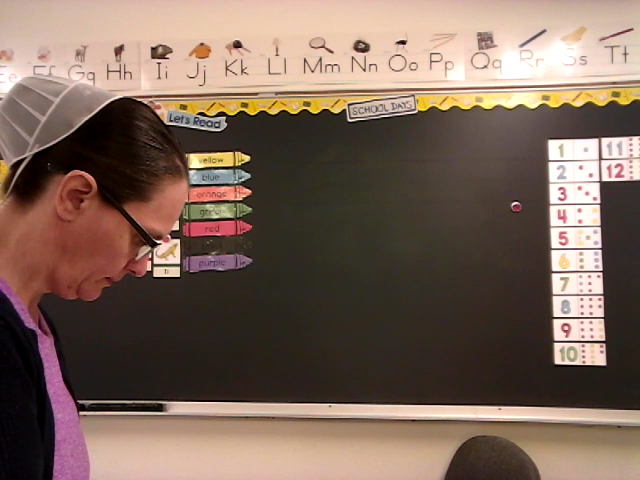 Ee Ff Gg Hh Ii Jj Kk Ll Mm Nn Oo Pp Qq Rr Ss Tt
Let's Read
SCHOOL DAYS
yellow
blue
orange
green
red
purple
1
2
3
4
5
6
7
8
9
10
11
12